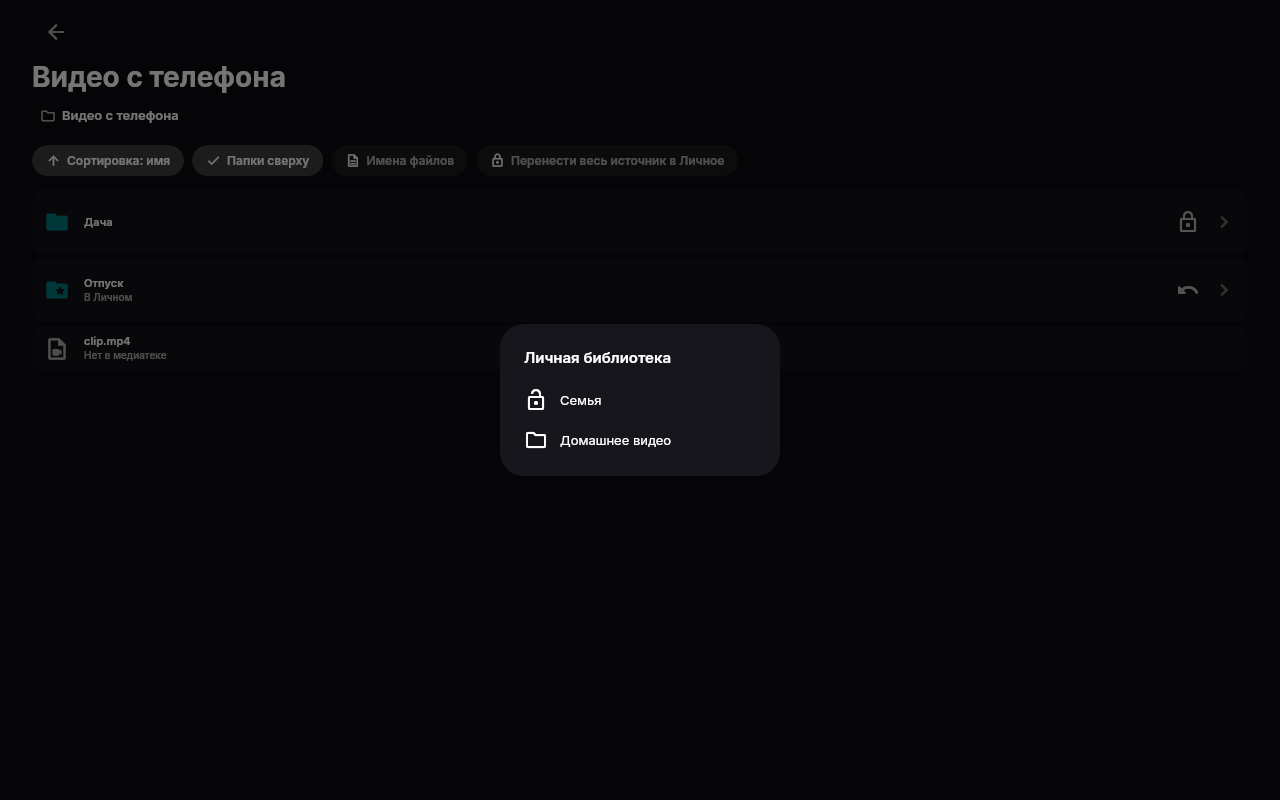 Видео с телефона
Видео с телефона
Сортировка: имя Папки сверху Имена файлов Перенести весь источник в Личное
Дача
Отпуск
В Личном
clip.mp4
Нет в медиатеке
Личная библиотека
Семья
Домашнее видео